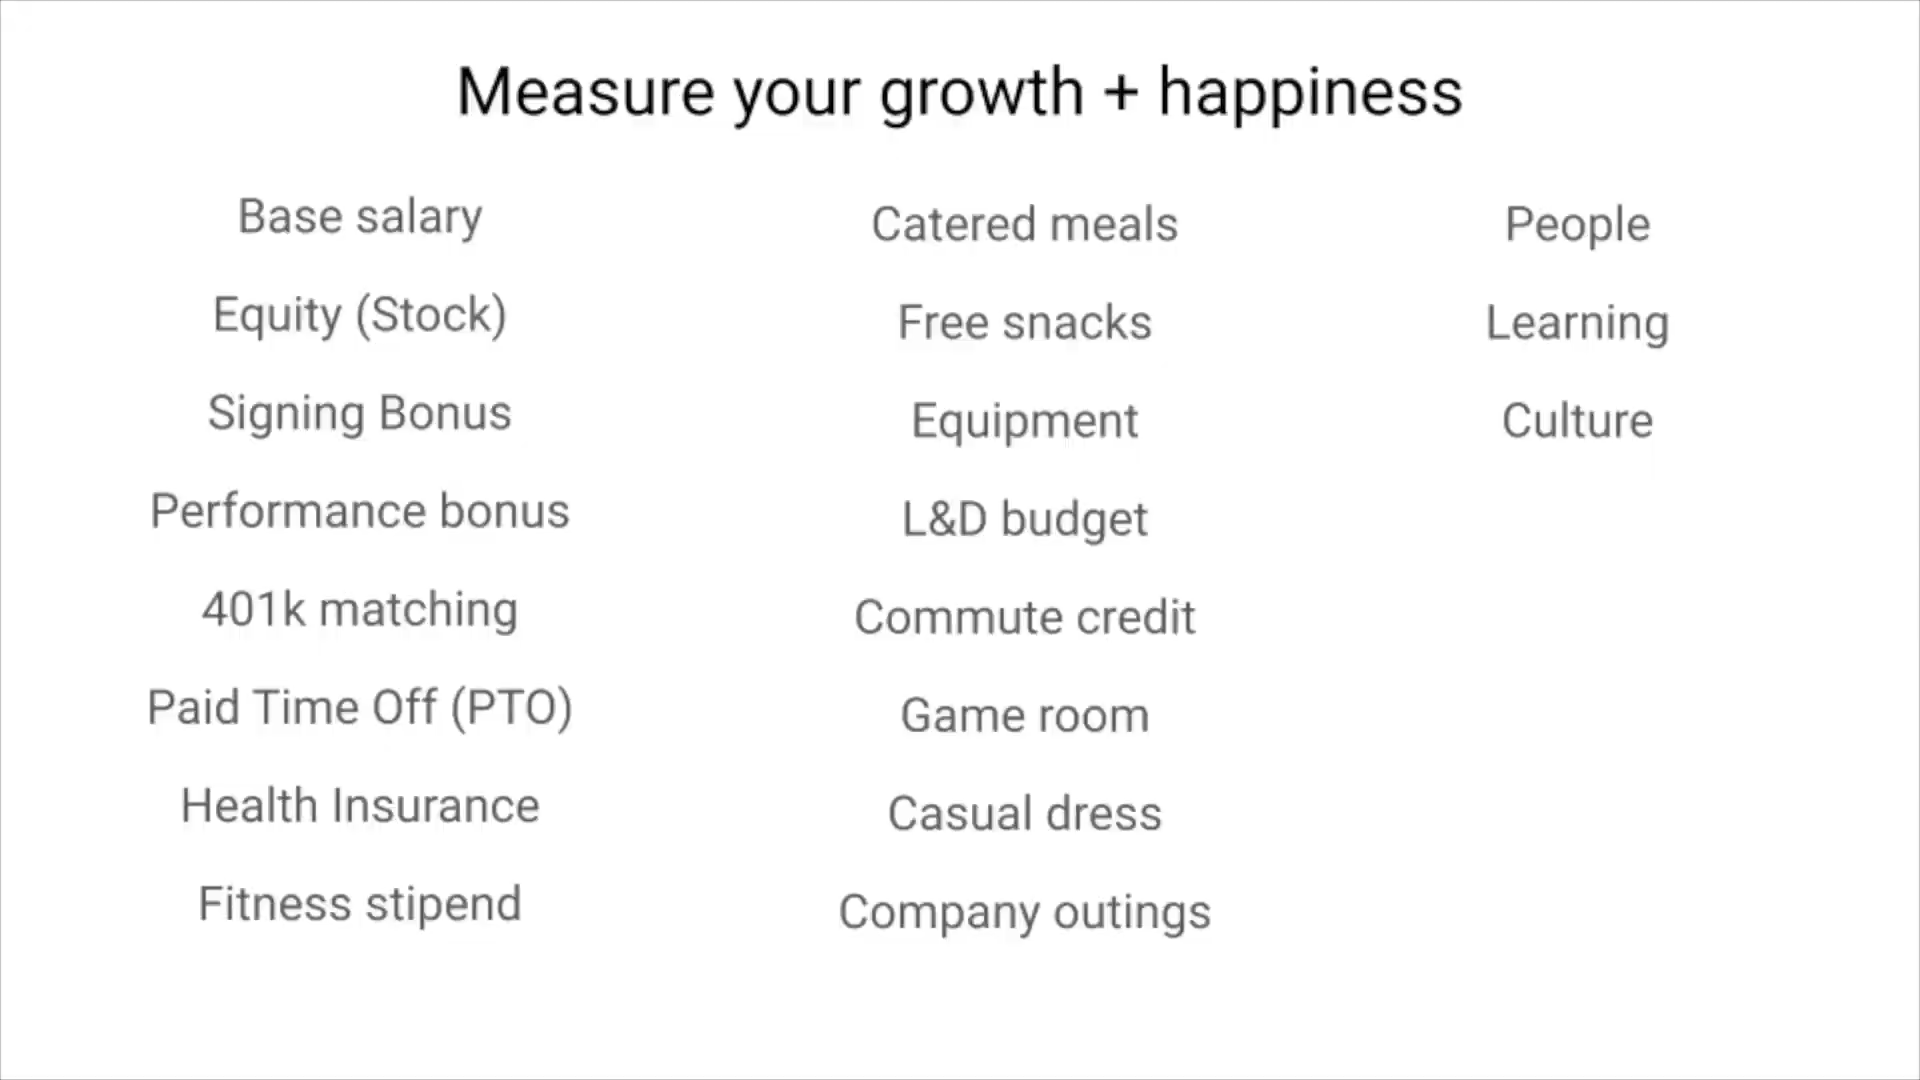 Measure your growth + happiness
Base salary
Equity (Stock)
Signing Bonus
Performance bonus
401k matching
Paid Time Off (PTO)
Health Insurance
Fitness stipend
Catered meals
Free snacks
Equipment
L&D budget
Commute credit
Game room
Casual dress
Company outings
People
Learning
Culture